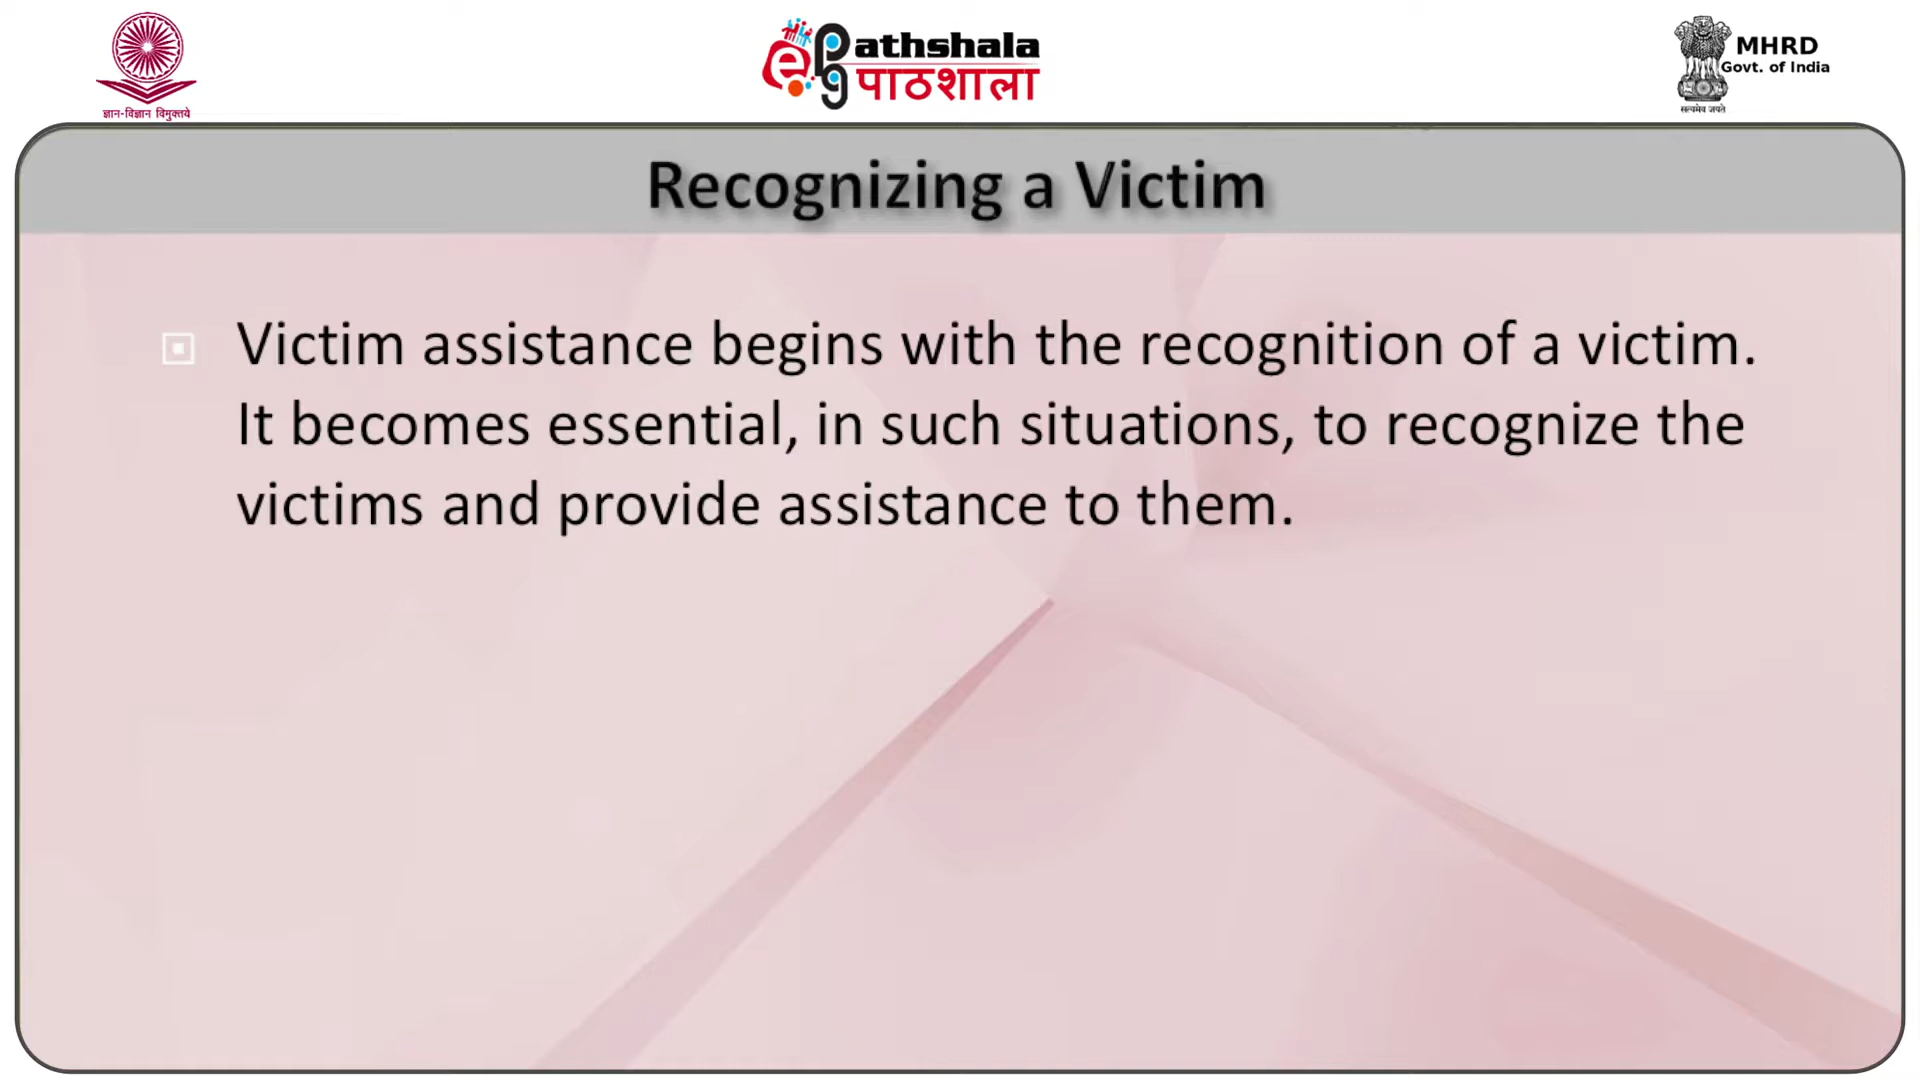 ज्ञान-विज्ञान विमुक्तये
e pg Pathshala
पाठशाला
MHRD
Govt. of India
सत्यमेव जयते
Recognizing a Victim
Victim assistance begins with the recognition of a victim.
It becomes essential, in such situations, to recognize the
victims and provide assistance to them.